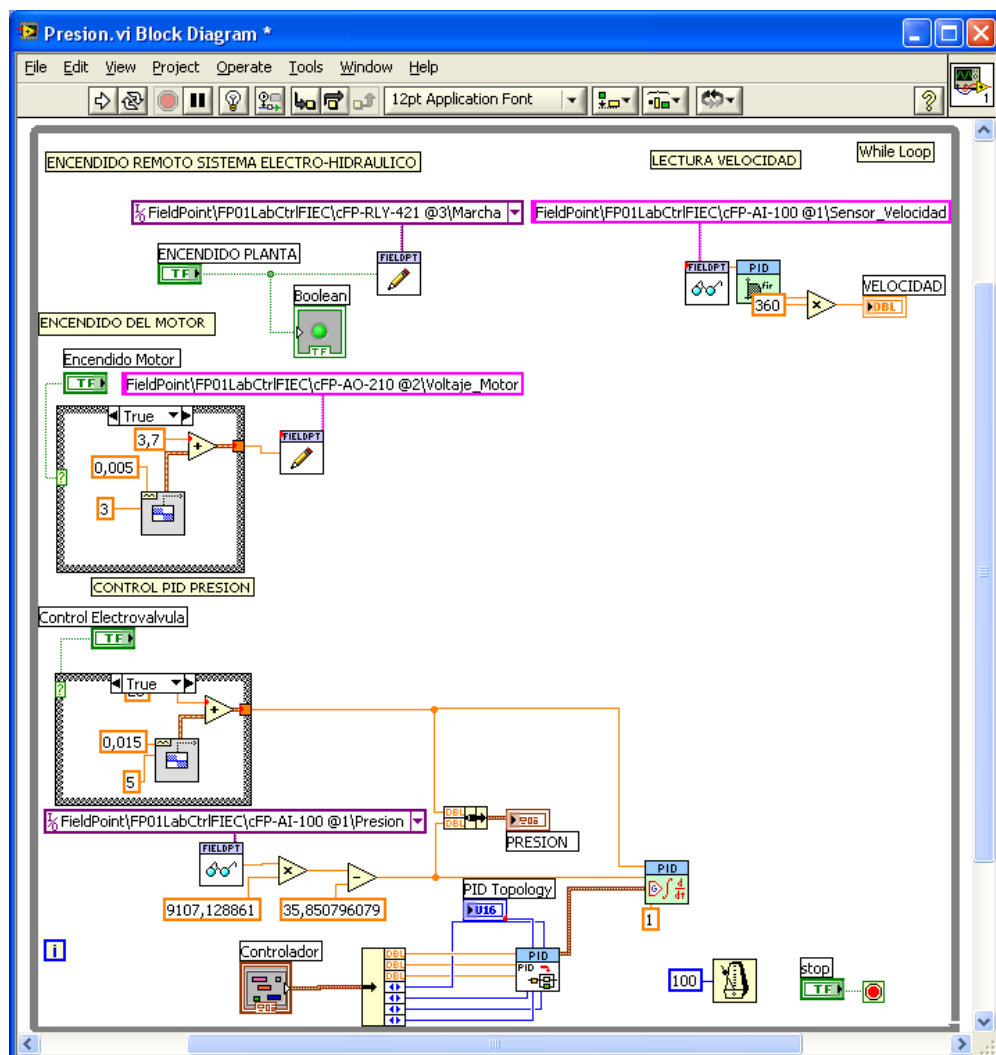 Presion.vi Block Diagram *
File Edit View Project Operate Tools Window Help
12pt Application Font
1
ENCENDIDO REMOTO SISTEMA ELECTRO-HIDRAULICO
LECTURA VELOCIDAD
While Loop
I/O FieldPoint\FP01LabCtrlFIEC\cFP-RLY-421 @3\Marcha
FieldPoint\FP01LabCtrlFIEC\cFP-AI-100 @1\Sensor_Velocidad
ENCENDIDO PLANTA
TF
FIELDPT
FIELDPT
PID
fir
360
VELOCIDAD
DBL
Boolean
TF
ENCENDIDO DEL MOTOR
Encendido Motor
TF
FieldPoint\FP01LabCtrlFIEC\cFP-AO-210 @2\Voltaje_Motor
True
3,7
FIELDPT
0,005
?
3
CONTROL PID PRESION
Control Electrovalvula
TF
True
?
0,015
5
I/O FieldPoint\FP01LabCtrlFIEC\cFP-AI-100 @1\Presion
DBL
DBL
PRESION
FIELDPT
9107,128861
35,850796079
PID Topology
U16
PID
1
i
Controlador
DBL
DBL
DBL
PID
PID
100
stop
TF